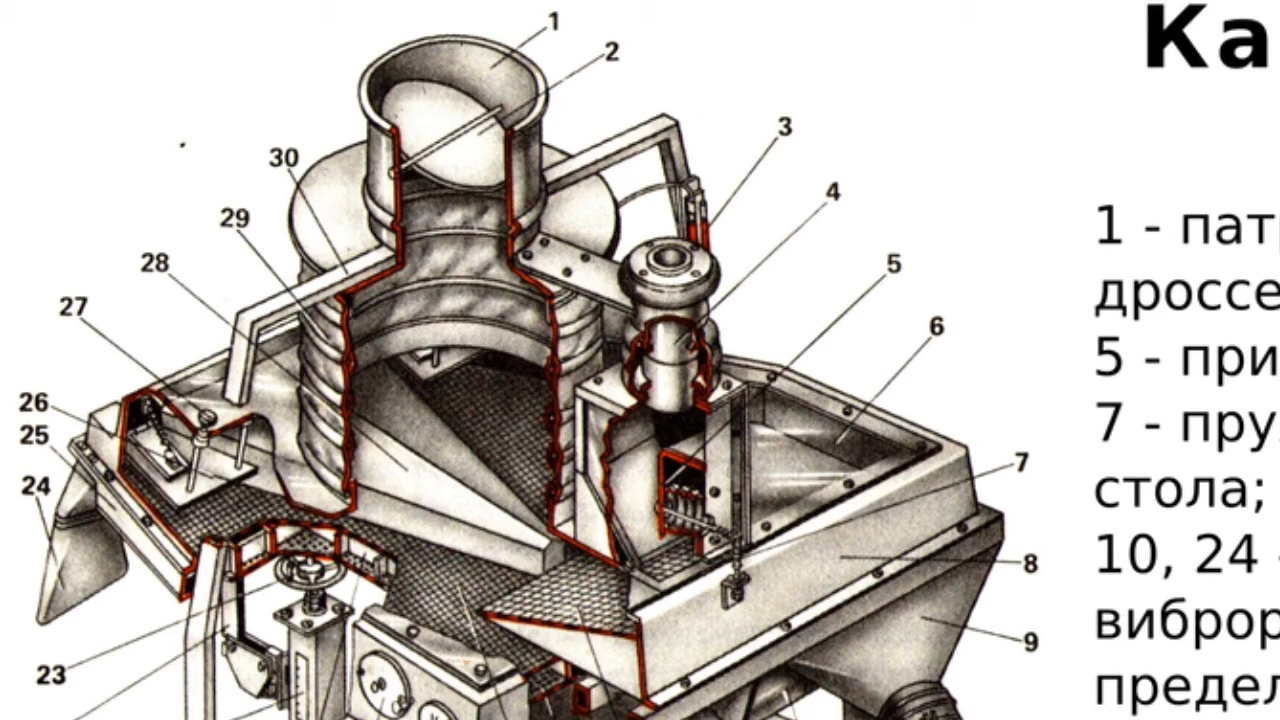 Ка
1
2
3
30
4
29
28
5
27
6
26
25
7
24
8
9
23
1 - пат
дроссе
5 - при
7 - пру
стола;
10, 24
вибро
предел